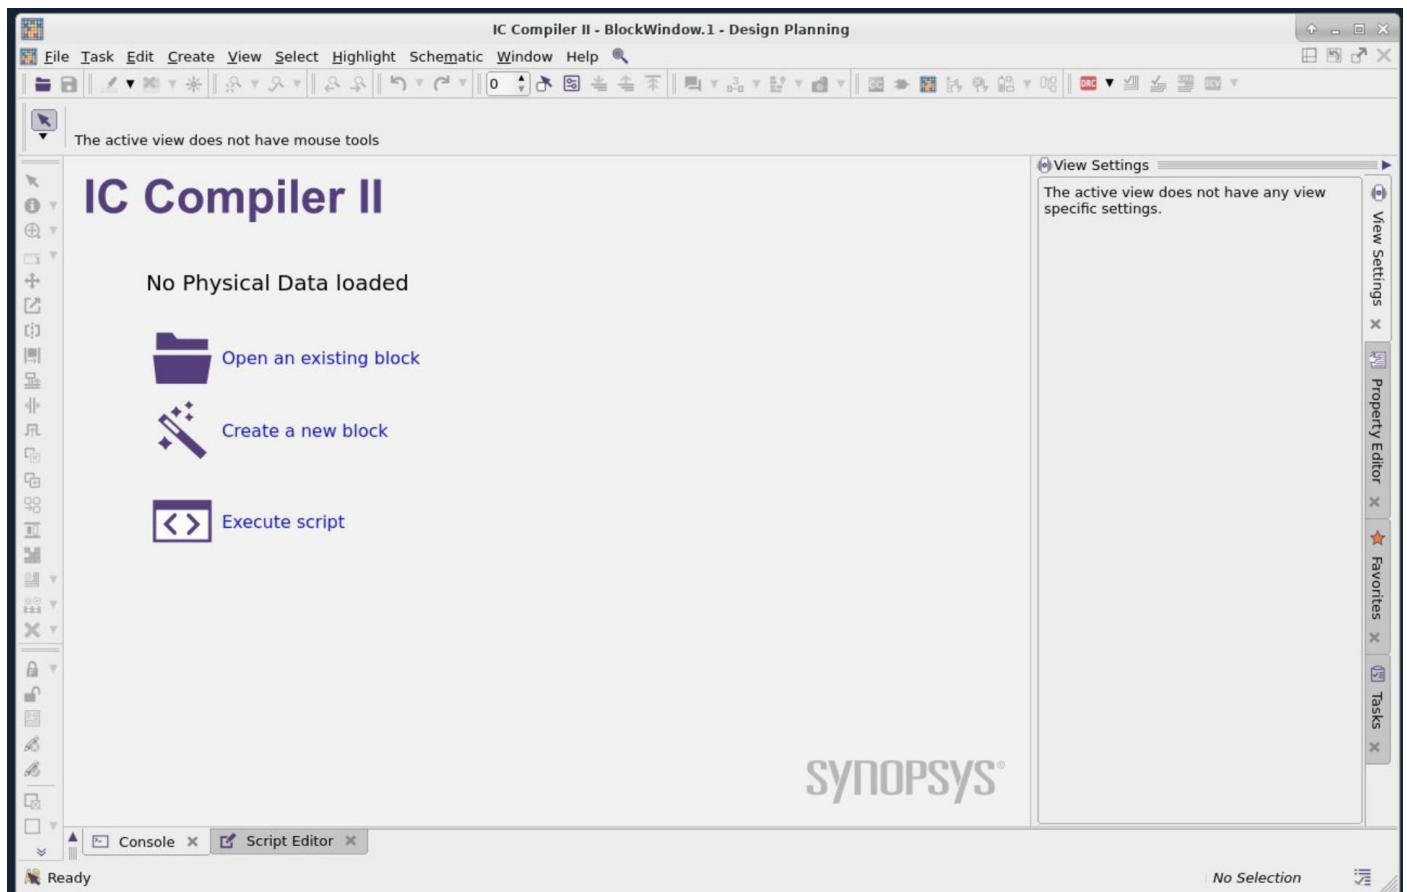 IC Compiler II - BlockWindow.1 - Design Planning
File Task Edit Create View Select Highlight Schematic Window Help
0
DRC
The active view does not have mouse tools
IC Compiler II
No Physical Data loaded
Open an existing block
Create a new block
Execute script
SYNOPSYS®
View Settings
The active view does not have any view
specific settings.
View Settings
Property Editor
Favorites
Tasks
Console
Script Editor
Ready
No Selection